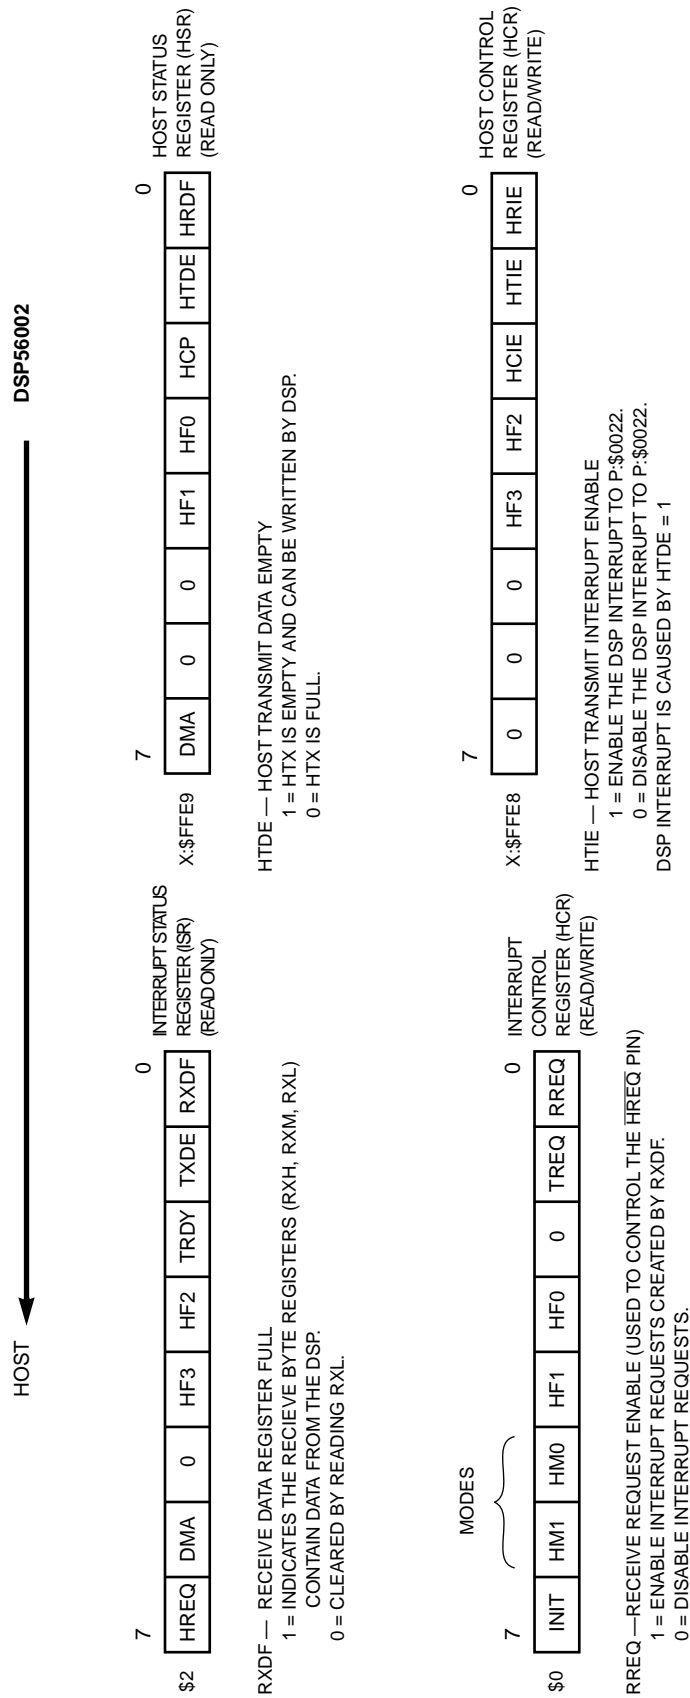 HOST DSP56002
7 0
$2 HREQ DMA 0 HF3 HF2 TRDY TXDE RXDF
INTERRUPT STATUS
REGISTER (ISR)
(READ ONLY)
RXDF — RECEIVE DATA REGISTER FULL
1 = INDICATES THE RECIEVE BYTE REGISTERS (RXH, RXM, RXL)
CONTAIN DATA FROM THE DSP.
0 = CLEARED BY READING RXL.
7 0
X:$FFE9 DMA 0 0 HF1 HF0 HCP HTDE HRDF
HOST STATUS
REGISTER (HSR)
(READ ONLY)
HTDE — HOST TRANSMIT DATA EMPTY
1 = HTX IS EMPTY AND CAN BE WRITTEN BY DSP.
0 = HTX IS FULL.
MODES
7 0
$0 INIT HM1 HM0 HF1 HF0 0 TREQ RREQ
INTERRUPT
CONTROL
REGISTER (HCR)
(READ/WRITE)
RREQ —RECEIVE REQUEST ENABLE (USED TO CONTROL THE HREQ PIN)
1 = ENABLE INTERRUPT REQUESTS CREATED BY RXDF.
0 = DISABLE INTERRUPT REQUESTS.
7 0
X:$FFE8 0 0 0 HF3 HF2 HCIE HTIE HRIE
HOST CONTROL
REGISTER (HCR)
(READ/WRITE)
HTIE — HOST TRANSMIT INTERRUPT ENABLE
1 = ENABLE THE DSP INTERRUPT TO P:$0022.
0 = DISABLE THE DSP INTERRUPT TO P:$0022.
DSP INTERRUPT IS CAUSED BY HTDE = 1